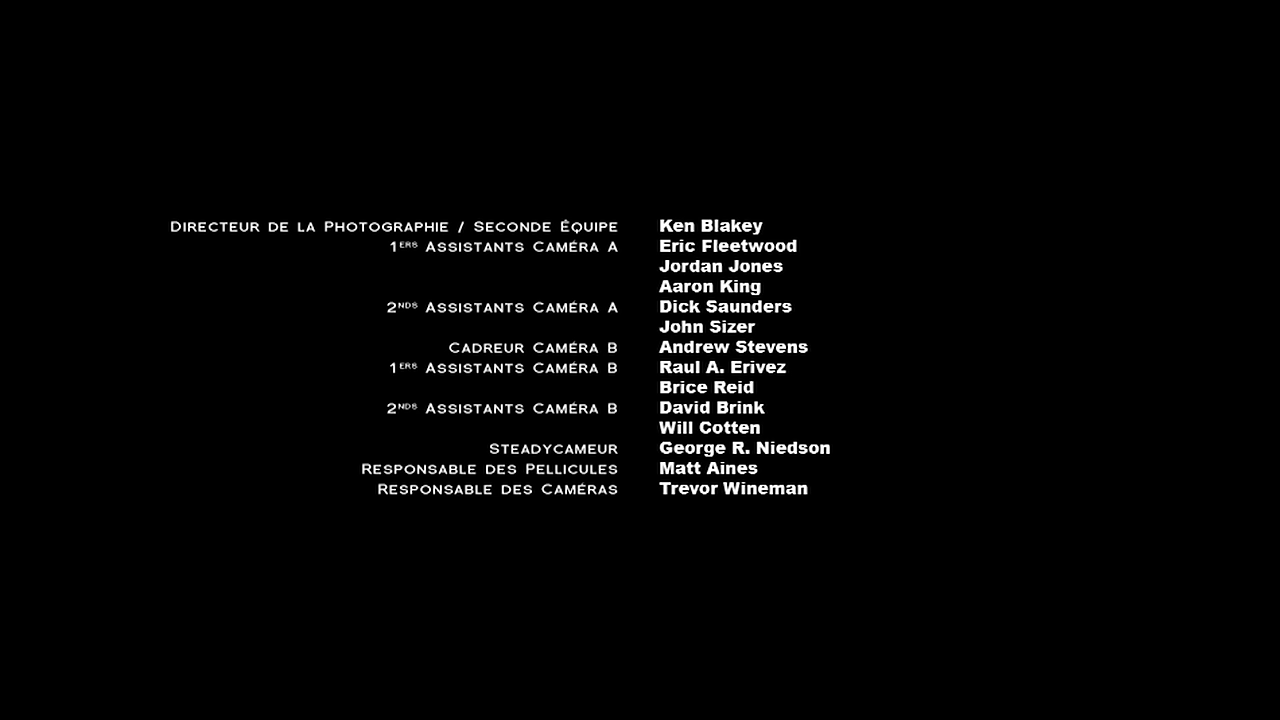 Directeur de la Photographie / Seconde Équipe Ken Blakey
1ers Assistants Caméra A Eric Fleetwood
Jordan Jones
Aaron King
2nds Assistants Caméra A Dick Saunders
John Sizer
Cadreur Caméra B Andrew Stevens
1ers Assistants Caméra B Raul A. Erivez
Brice Reid
2nds Assistants Caméra B David Brink
Will Cotten
Steadycameur George R. Niedson
Responsable des Pellicules Matt Aines
Responsable des Caméras Trevor Wineman